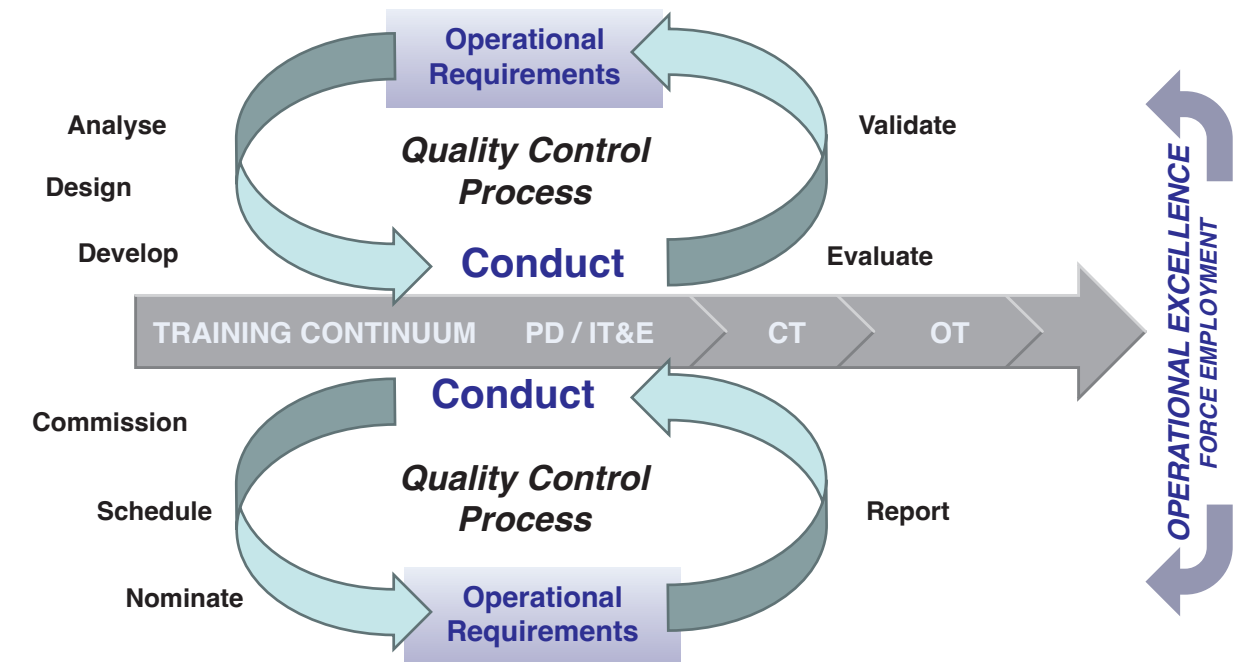 Operational
Requirements
Analyse
Validate
Quality Control
Process
Design
Develop
Conduct
Evaluate
TRAINING CONTINUUM PD / IT&E CT OT
Conduct
Commission
Quality Control
Process
Schedule
Report
Nominate
Operational
Requirements
OPERATIONAL EXCELLENCE
FORCE EMPLOYMENT